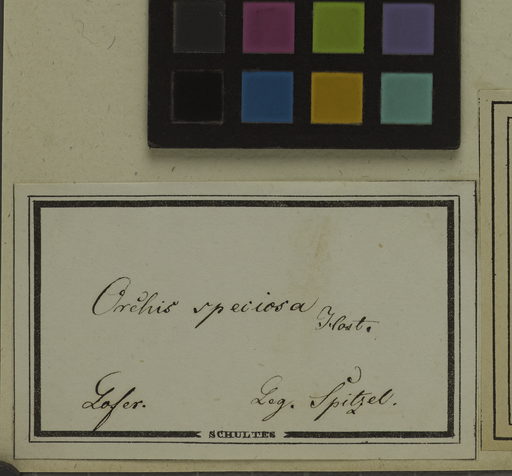 Orchis speciosa Host.
Lofer. Leg. Spitzel.
SCHULTES